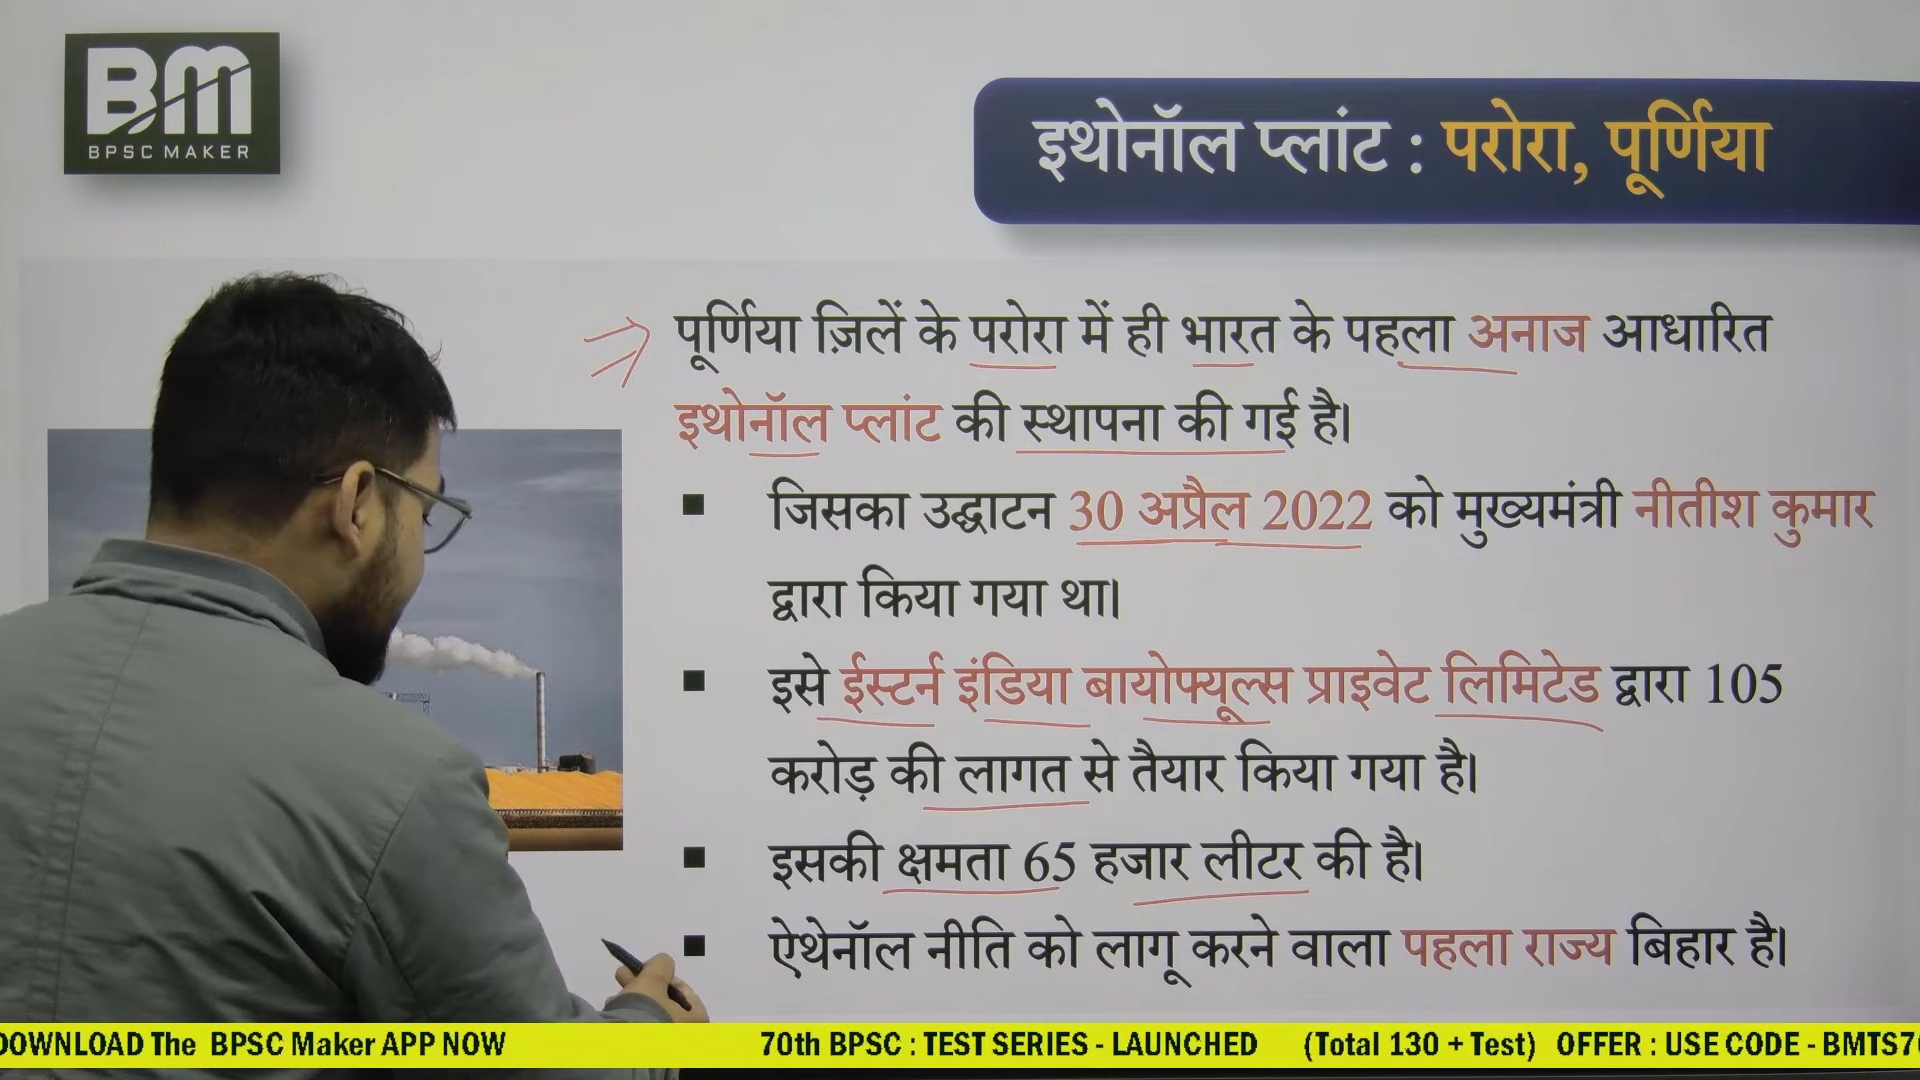 BM
BPSC MAKER
इथोनॉल प्लांट : परोरा, पूर्णिया
पूर्णिया ज़िलें के परोरा में ही भारत के पहला अनाज आधारित
इथोनॉल प्लांट की स्थापना की गई है।
▪ जिसका उद्घाटन 30 अप्रैल 2022 को मुख्यमंत्री नीतीश कुमार
द्वारा किया गया था।
▪ इसे ईस्टर्न इंडिया बायोफ्यूल्स प्राइवेट लिमिटेड द्वारा 105
करोड़ की लागत से तैयार किया गया है।
▪ इसकी क्षमता 65 हजार लीटर की है।
▪ ऐथेनॉल नीति को लागू करने वाला पहला राज्य बिहार है।
DOWNLOAD The BPSC Maker APP NOW 70th BPSC : TEST SERIES - LAUNCHED (Total 130 + Test) OFFER : USE CODE -